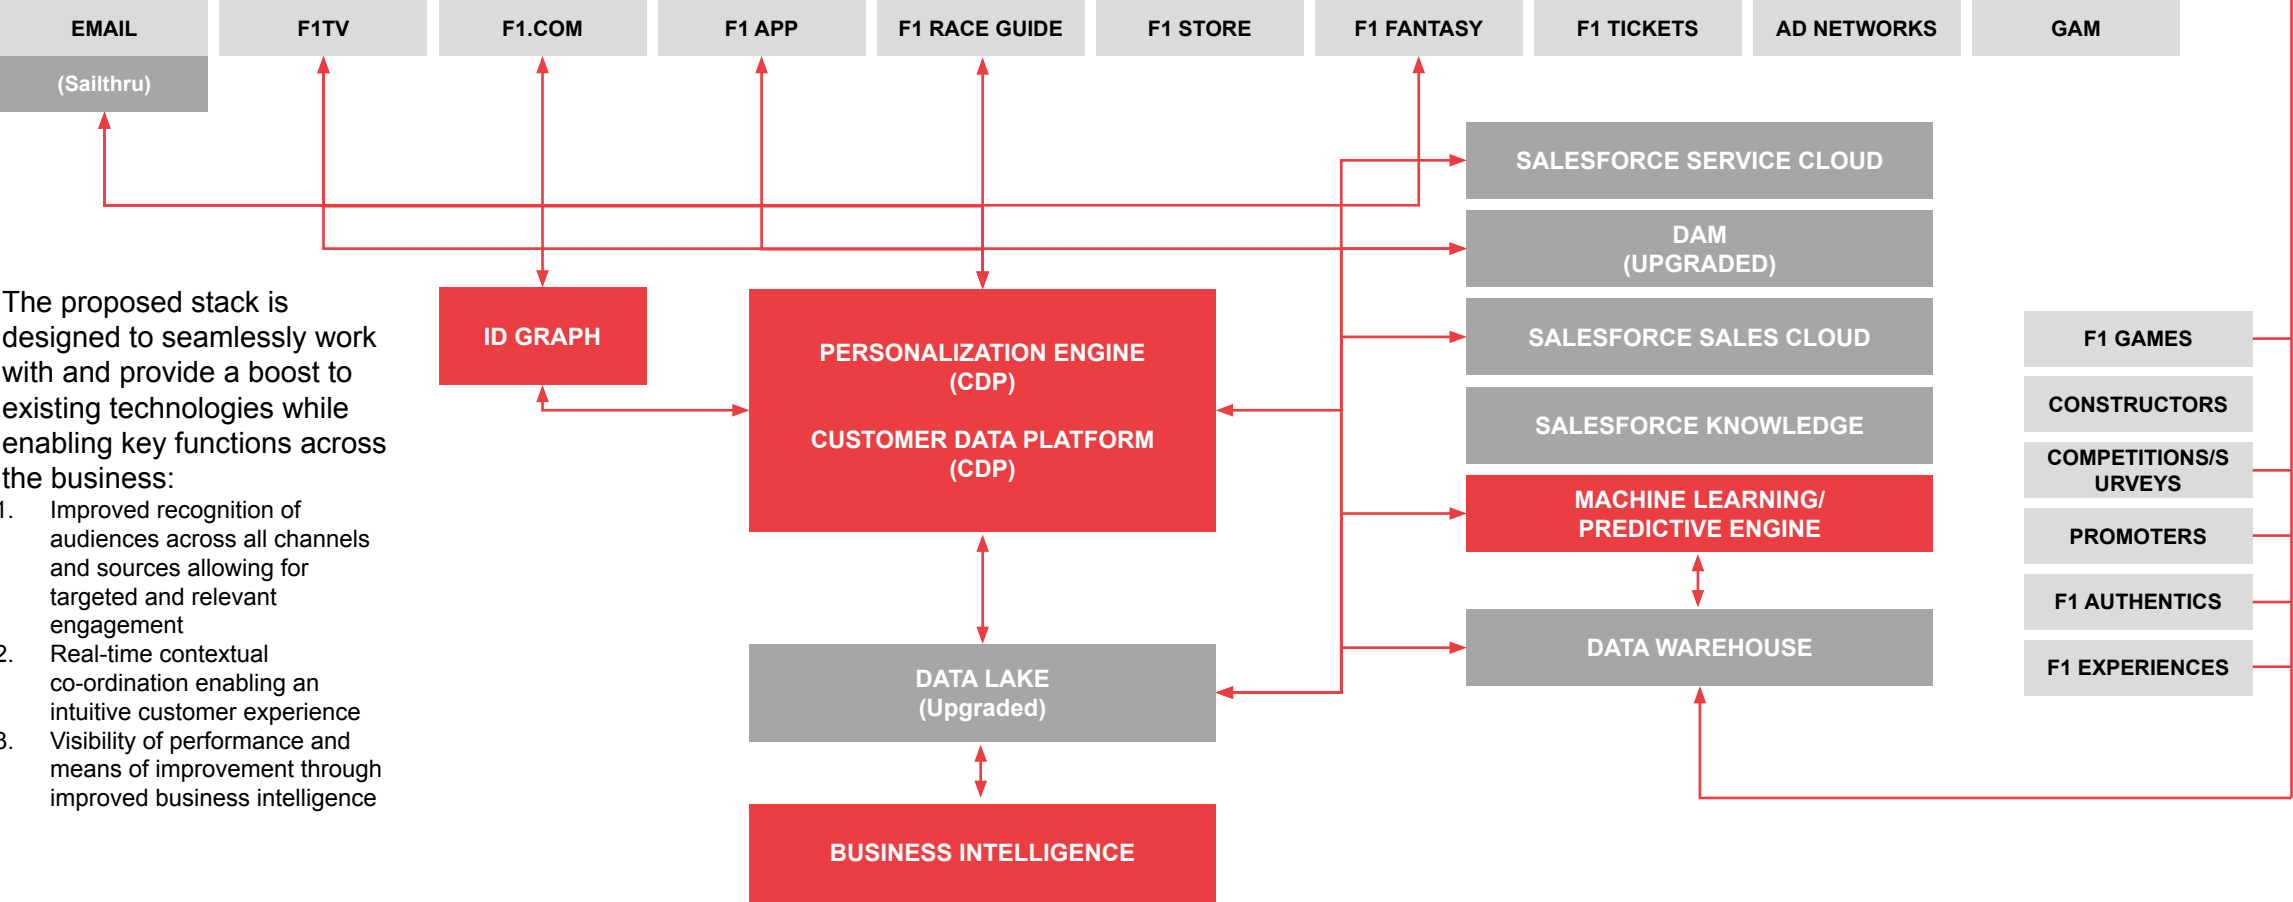 EMAIL
F1TV
F1.COM
F1 APP
F1 RACE GUIDE
F1 STORE
F1 FANTASY
F1 TICKETS
AD NETWORKS
GAM
(Sailthru)
SALESFORCE SERVICE CLOUD
DAM
(UPGRADED)
The proposed stack is
designed to seamlessly work
with and provide a boost to
existing technologies while
enabling key functions across
the business:
1. Improved recognition of
audiences across all channels
and sources allowing for
targeted and relevant
engagement
2. Real-time contextual
co-ordination enabling an
intuitive customer experience
3. Visibility of performance and
means of improvement through
improved business intelligence
ID GRAPH
PERSONALIZATION ENGINE
(CDP)
CUSTOMER DATA PLATFORM
(CDP)
SALESFORCE SALES CLOUD
SALESFORCE KNOWLEDGE
MACHINE LEARNING/
PREDICTIVE ENGINE
DATA WAREHOUSE
F1 GAMES
CONSTRUCTORS
COMPETITIONS/S
URVEYS
PROMOTERS
F1 AUTHENTICS
F1 EXPERIENCES
DATA LAKE
(Upgraded)
BUSINESS INTELLIGENCE